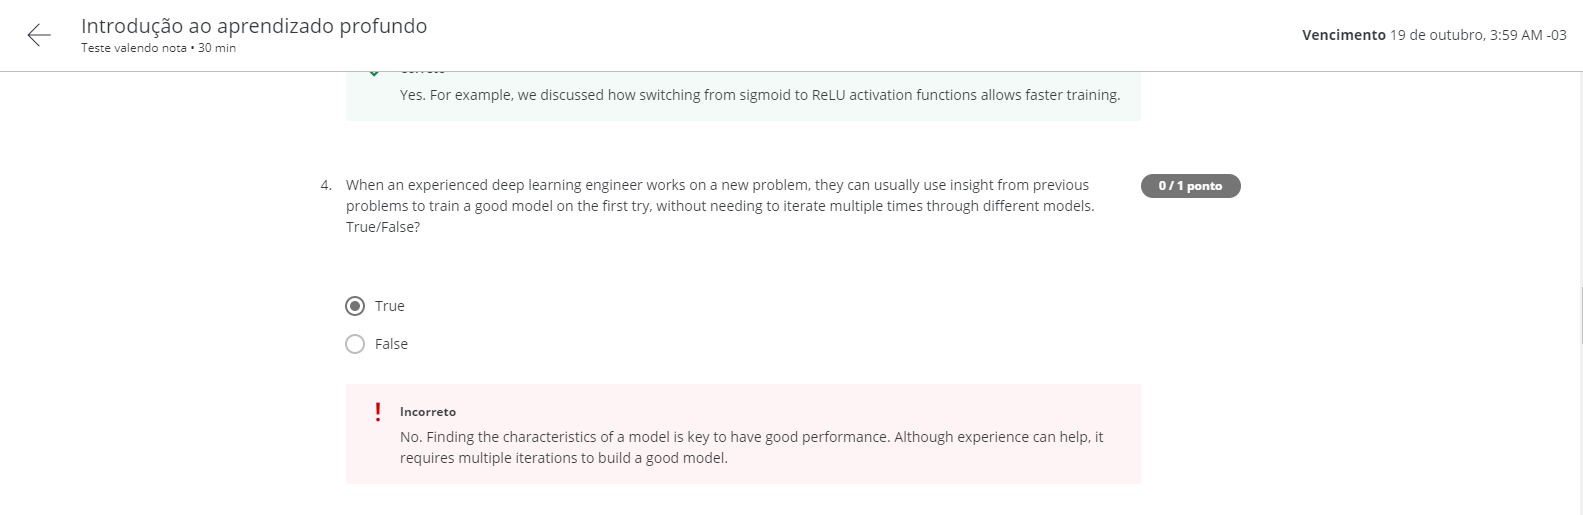 Introdução ao aprendizado profundo
Teste valendo nota • 30 min
Vencimento 19 de outubro, 3:59 AM -03
Yes. For example, we discussed how switching from sigmoid to ReLU activation functions allows faster training.
4. When an experienced deep learning engineer works on a new problem, they can usually use insight from previous
problems to train a good model on the first try, without needing to iterate multiple times through different models.
True/False?
0 / 1 ponto
True
False
Incorreto
No. Finding the characteristics of a model is key to have good performance. Although experience can help, it
requires multiple iterations to build a good model.